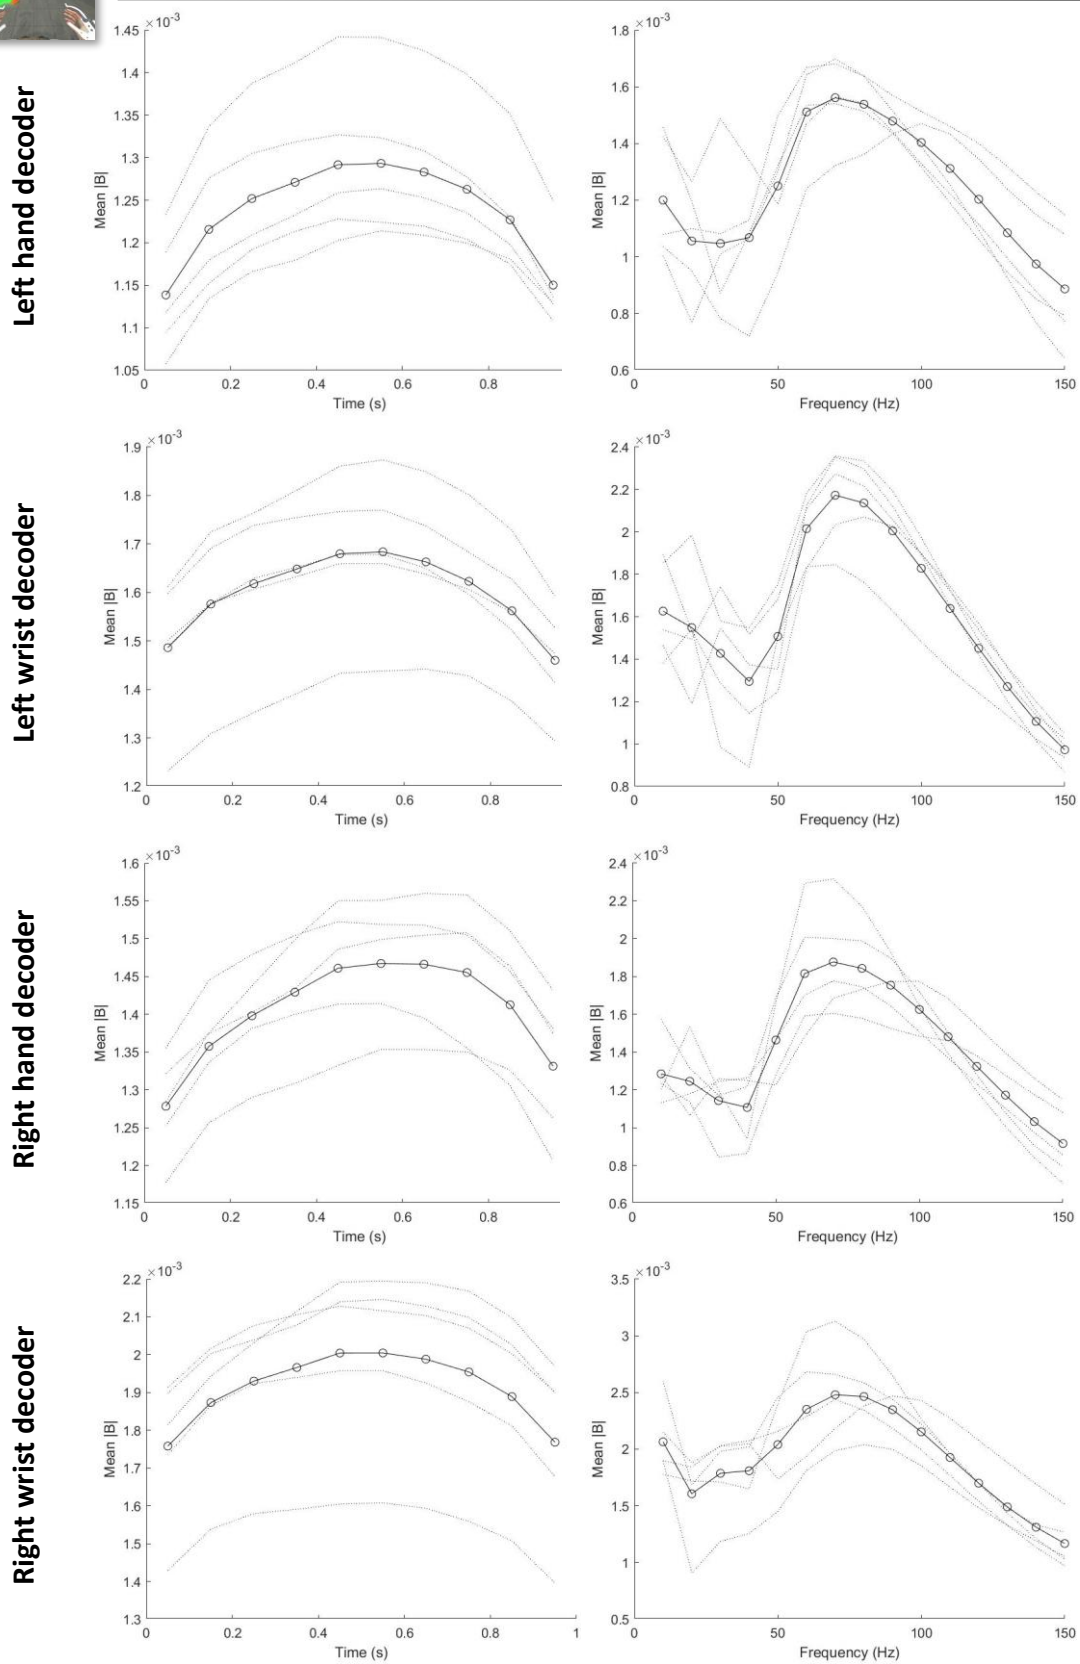 Left hand decoder
×10-3
1.45
1.4
1.35
1.3
1.25
1.2
1.15
1.1
1.05
Mean |B|
0 0.2 0.4 0.6 0.8
Time (s)
×10-3
1.8
1.6
1.4
1.2
1
0.8
0.6
Mean |B|
0 50 100 150
Frequency (Hz)
Left wrist decoder
×10-3
1.9
1.8
1.7
1.6
1.5
1.4
1.3
1.2
Mean |B|
0 0.2 0.4 0.6 0.8
Time (s)
×10-3
2.4
2.2
2
1.8
1.6
1.4
1.2
1
0.8
Mean |B|
0 50 100 150
Frequency (Hz)
Right hand decoder
×10-3
1.6
1.55
1.5
1.45
1.4
1.35
1.3
1.25
1.2
1.15
Mean |B|
0 0.2 0.4 0.6 0.8
Time (s)
×10-3
2.4
2.2
2
1.8
1.6
1.4
1.2
1
0.8
0.6
Mean |B|
0 50 100 150
Frequency (Hz)
Right wrist decoder
×10-3
2.2
2.1
2
1.9
1.8
1.7
1.6
1.5
1.4
1.3
Mean |B|
0 0.2 0.4 0.6 0.8 1
Time (s)
×10-3
3.5
3
2.5
2
1.5
1
0.5
Mean |B|
0 50 100 150
Frequency (Hz)